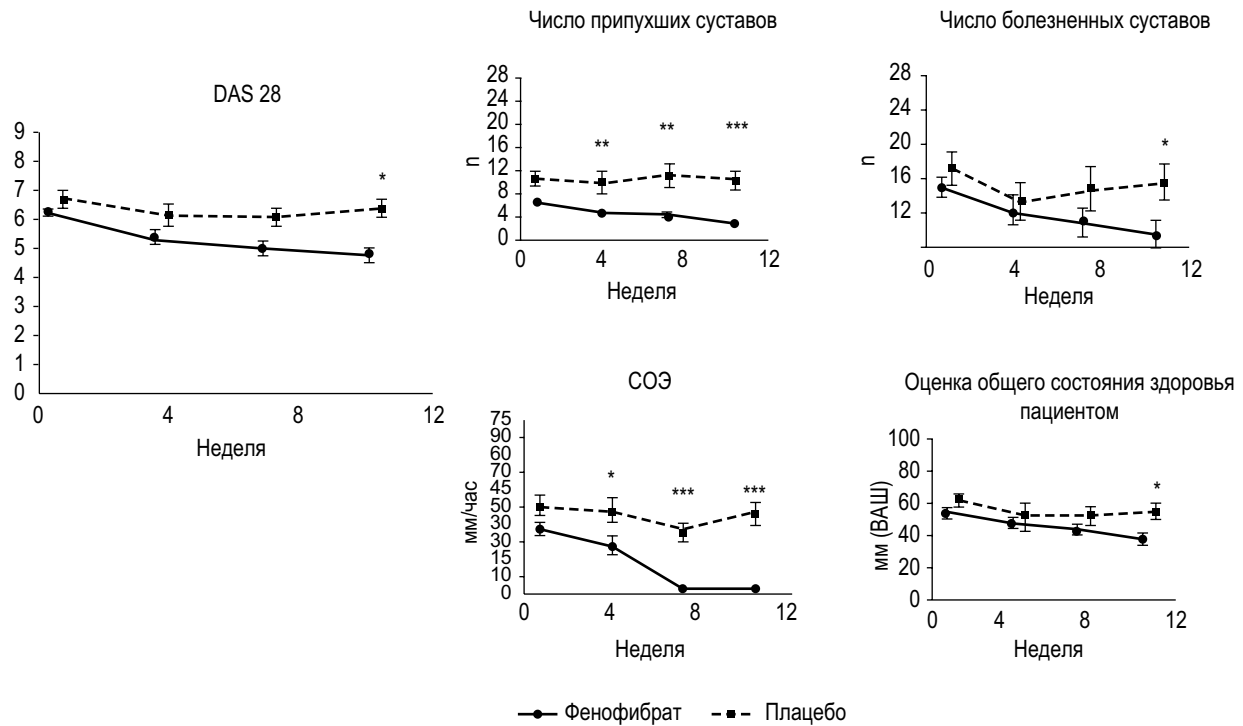 Число припухших суставов
Число болезненных суставов
DAS 28
9
8
7
6
5
4
3
2
1
0
*
0 4 8 12
Неделя
n
28
24
20
16
12
8
4
0
** ** ***
0 4 8 12
Неделя
n
28
24
20
16
12
*
0 4 8 12
Неделя
СОЭ
мм/час
75
90
60
70
45
50
30
30
15
10
0
* *** ***
0 4 8 12
Неделя
Оценка общего состояния здоровья
пациентом
мм (ВАШ)
100
80
60
40
20
0
*
0 4 8 12
Неделя
Фенофибрат Плацебо